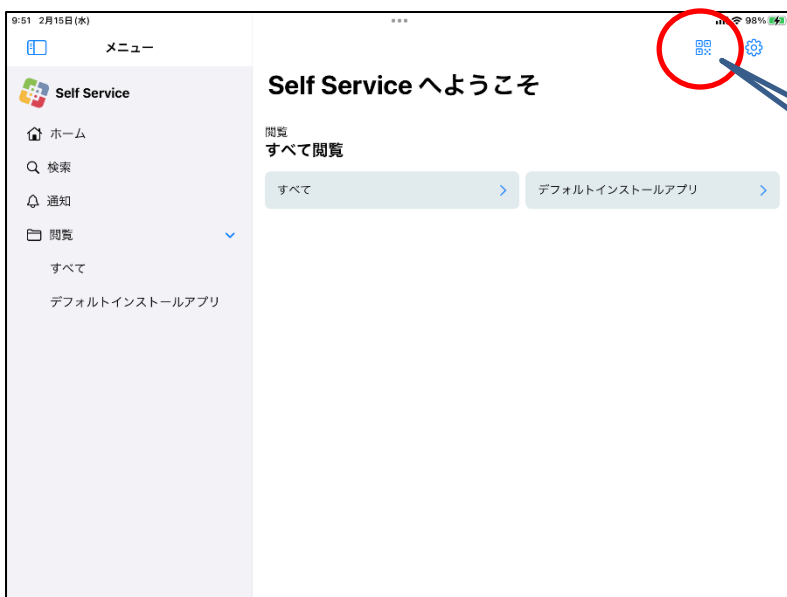 9:51 2月15日(水)
98%
メニュー
Self Service
ホーム
検索
通知
閲覧
すべて
デフォルトインストールアプリ
Self Service へようこそ
閲覧
すべて閲覧
すべて
デフォルトインストールアプリ